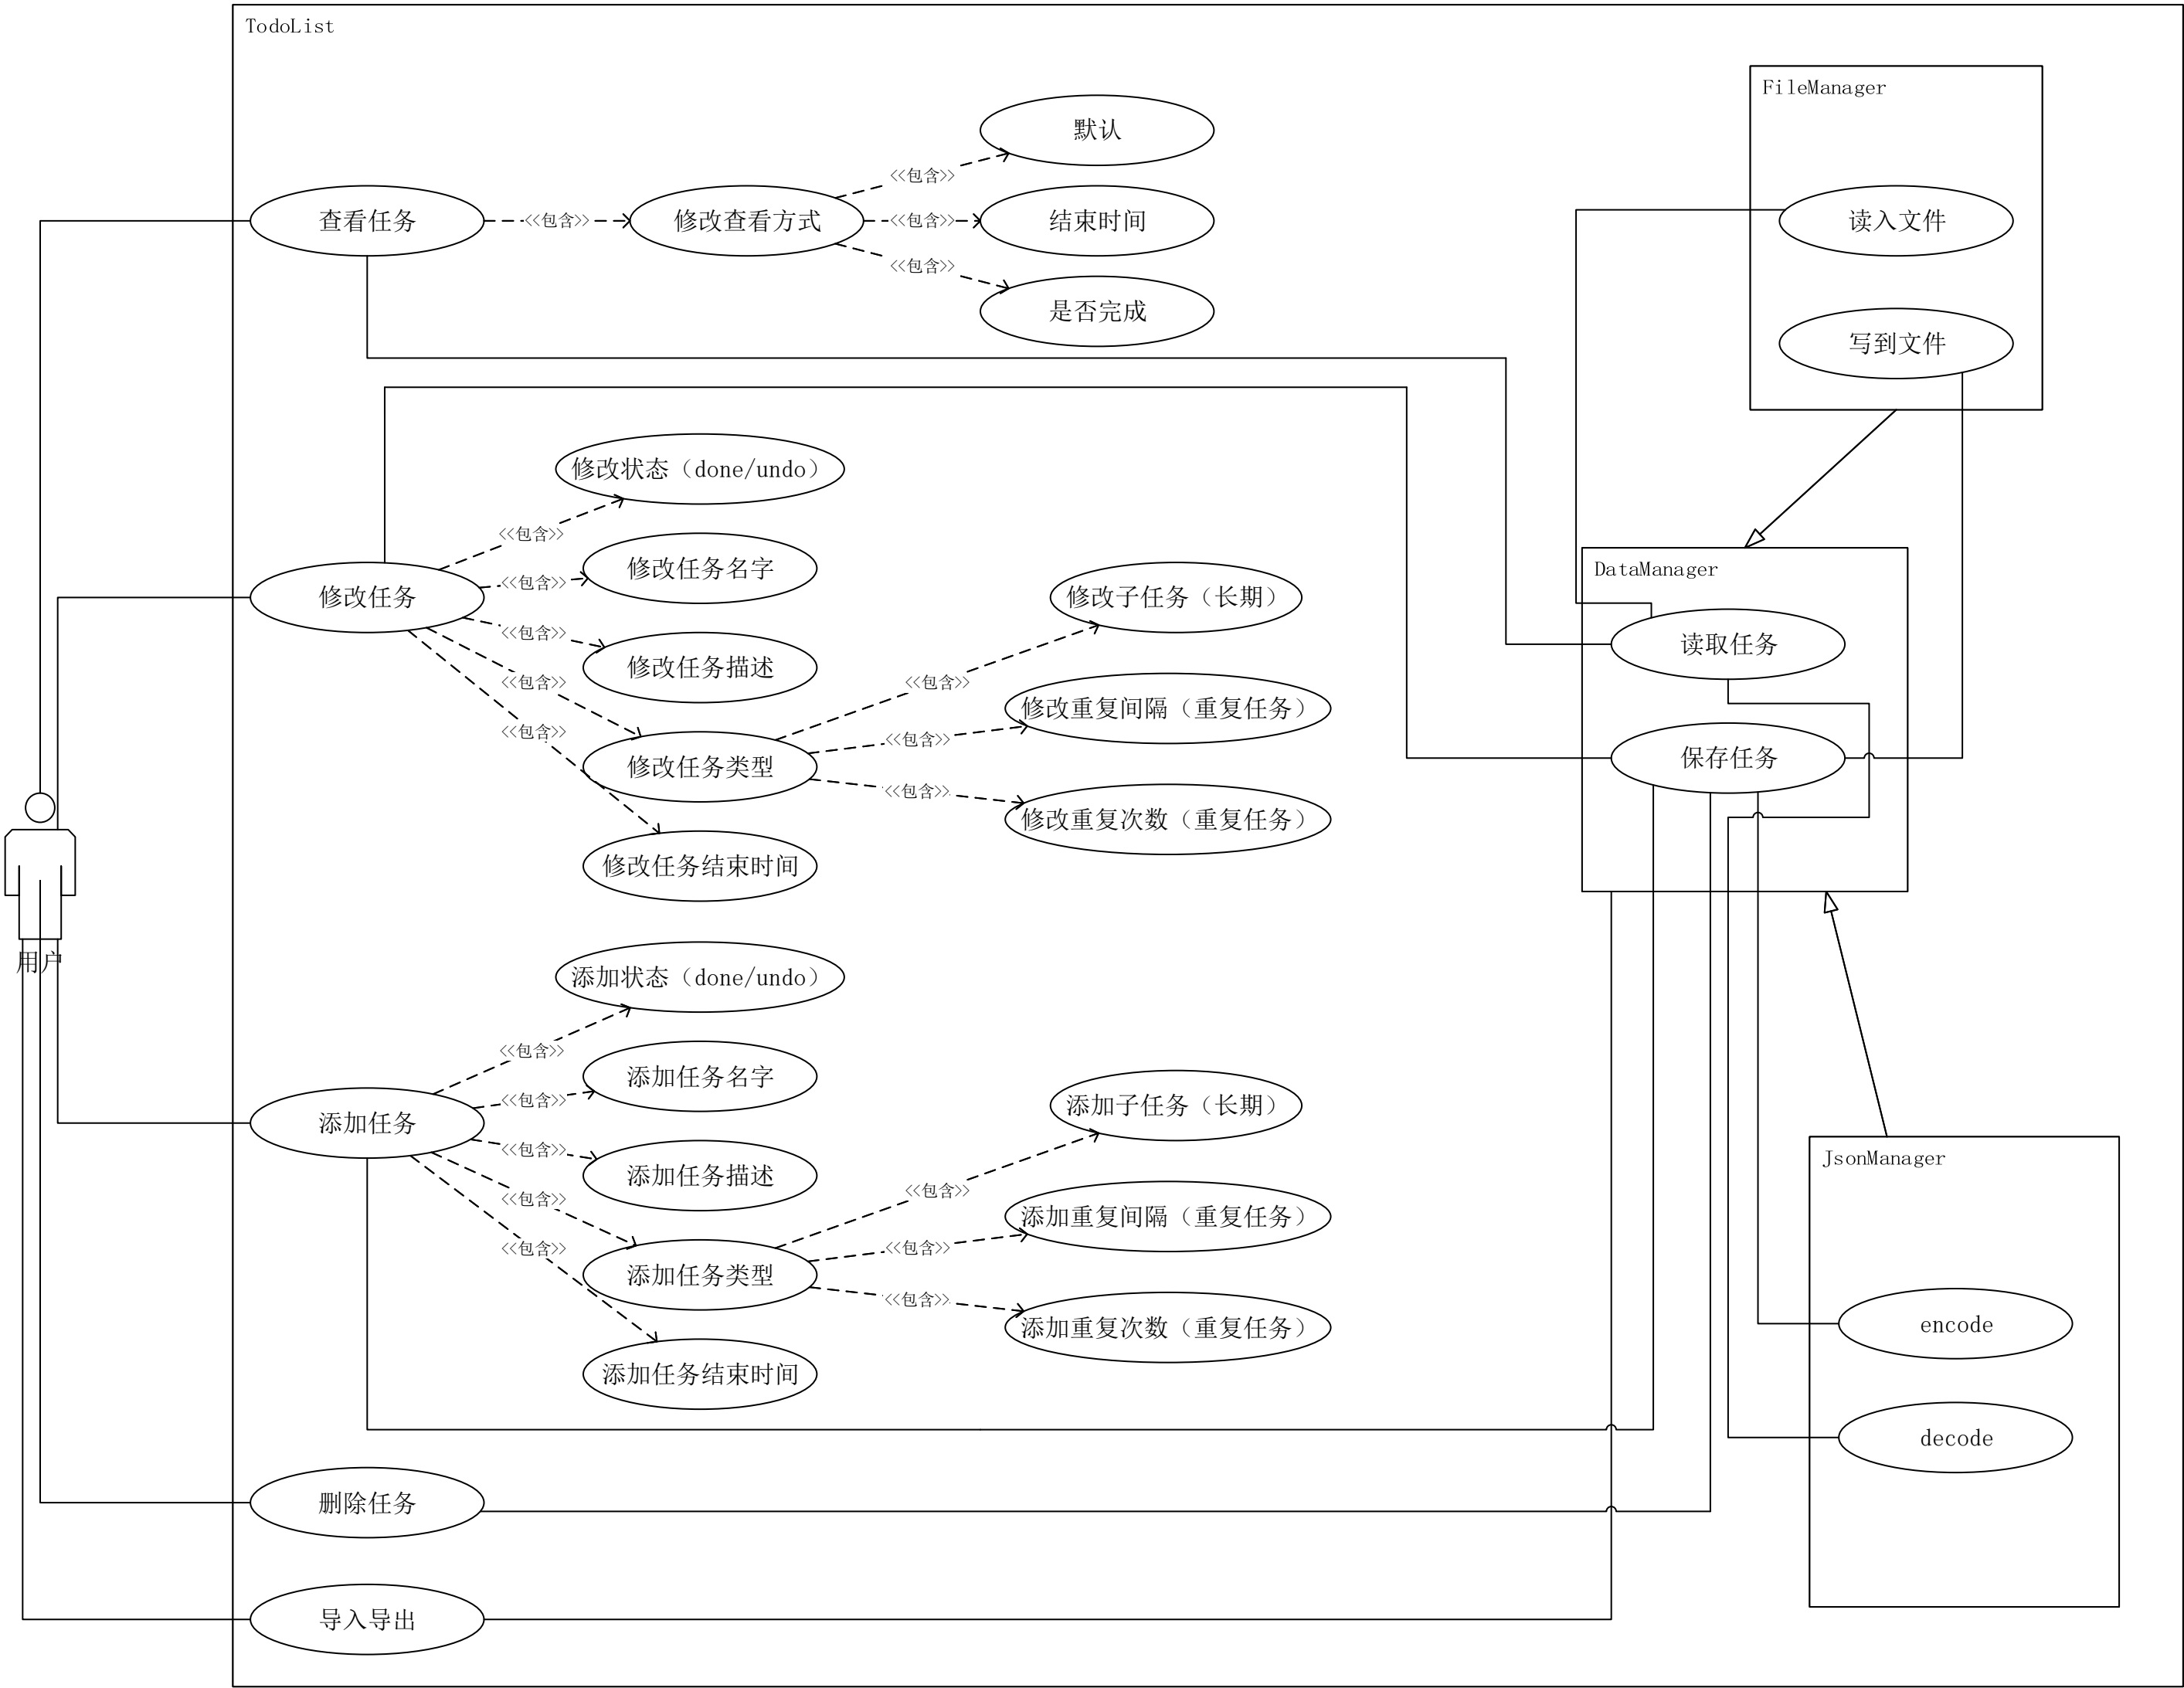 TodoList
FileManager
默认
<<包含>>
查看任务
<<包含>>
修改查看方式
<<包含>>
结束时间
读入文件
<<包含>>
是否完成
写到文件
修改状态（done/undo）
<<包含>>
修改任务名字
DataManager
<<包含>>
修改任务
修改子任务（长期）
<<包含>>
读取任务
修改任务描述
<<包含>>
<<包含>>
修改重复间隔（重复任务）
<<包含>>
<<包含>>
保存任务
修改任务类型
<<包含>>
修改重复次数（重复任务）
修改任务结束时间
用户
添加状态（done/undo）
<<包含>>
添加任务名字
<<包含>>
添加子任务（长期）
添加任务
<<包含>>
JsonManager
添加任务描述
<<包含>>
<<包含>>
添加重复间隔（重复任务）
<<包含>>
<<包含>>
添加任务类型
<<包含>>
添加重复次数（重复任务）
encode
添加任务结束时间
decode
删除任务
导入导出